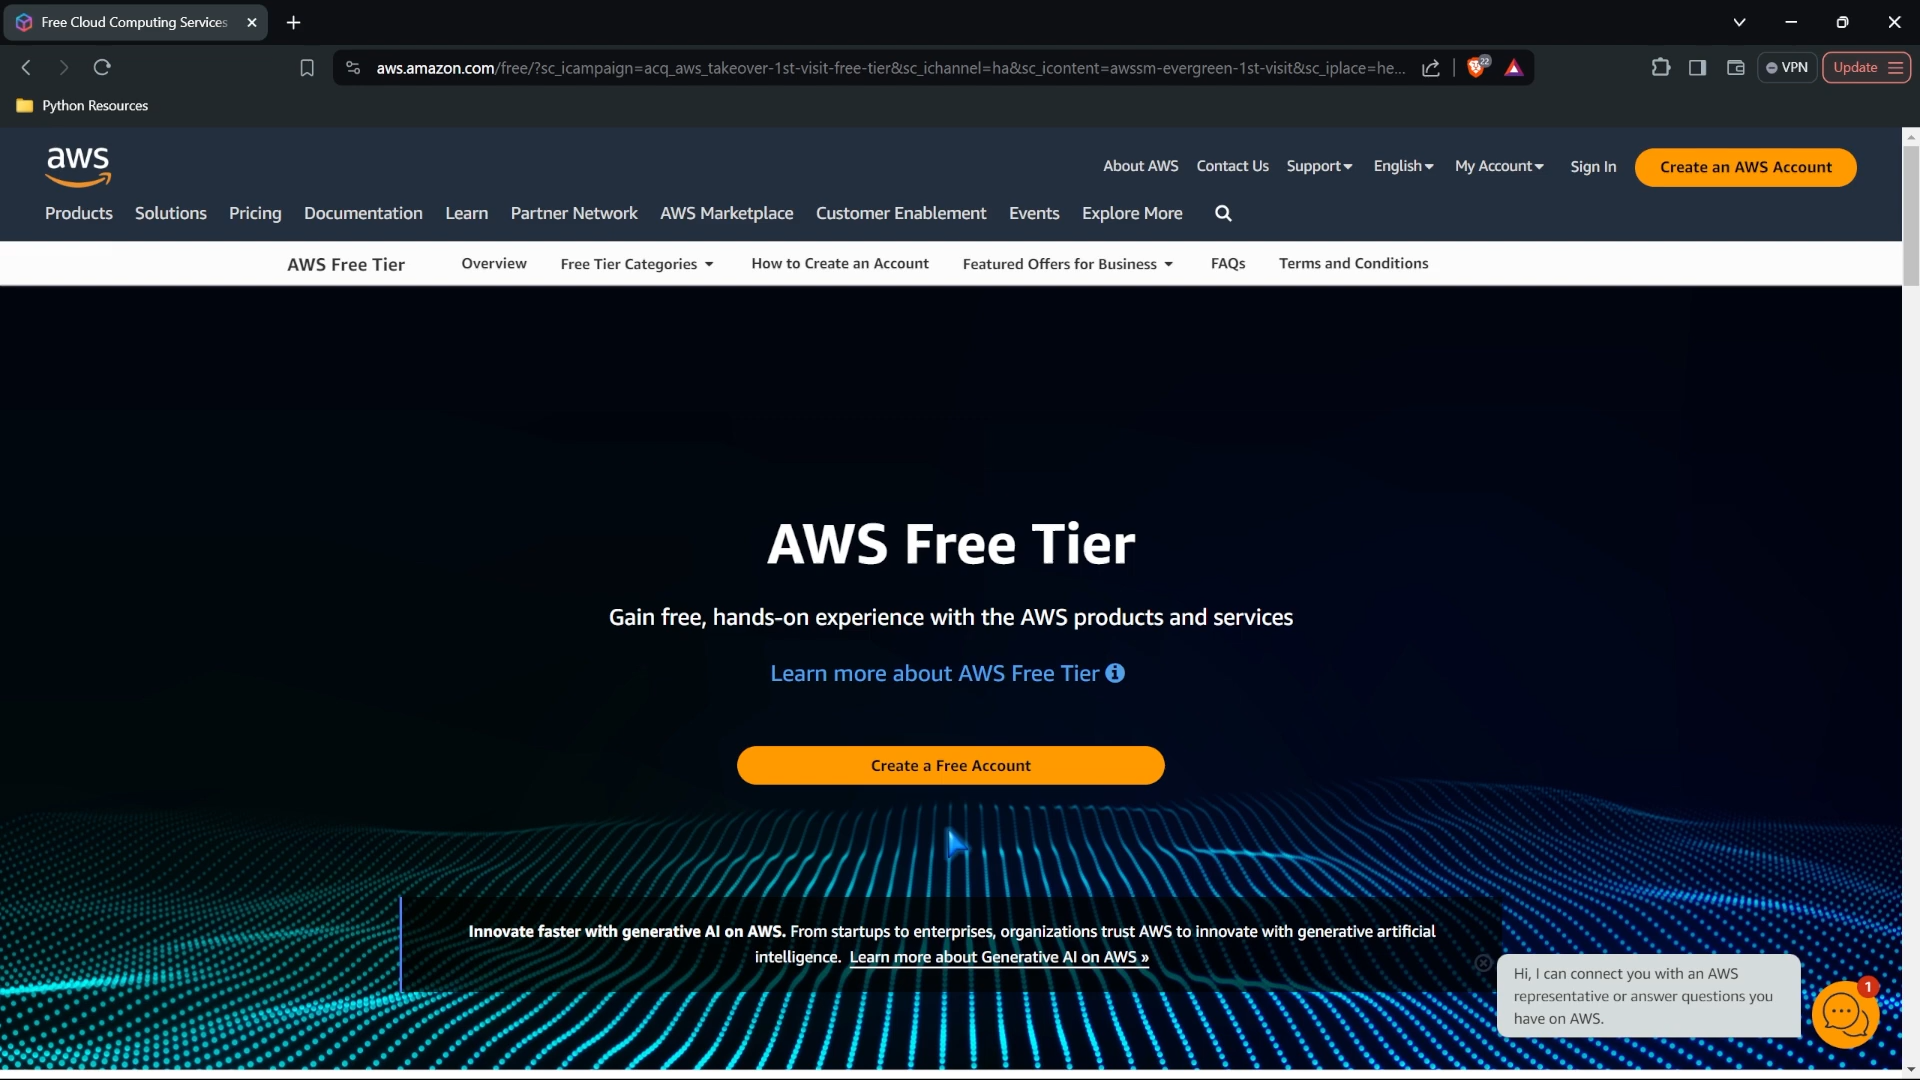 Free Cloud Computing Services
aws.amazon.com/free/?sc_icampaign=acq_aws_takeover-1st-visit-free-tier&sc_ichannel=ha&sc_icontent=awssm-evergreen-1st-visit&sc_iplace=he...
22
VPN
Update
Python Resources
aws
About AWS Contact Us Support English My Account Sign In Create an AWS Account
Products Solutions Pricing Documentation Learn Partner Network AWS Marketplace Customer Enablement Events Explore More
AWS Free Tier Overview Free Tier Categories How to Create an Account Featured Offers for Business FAQs Terms and Conditions
AWS Free Tier
Gain free, hands-on experience with the AWS products and services
Learn more about AWS Free Tier
Create a Free Account
Innovate faster with generative AI on AWS. From startups to enterprises, organizations trust AWS to innovate with generative artificial
intelligence. Learn more about Generative AI on AWS »
Hi, I can connect you with an AWS
representative or answer questions you
have on AWS.
1